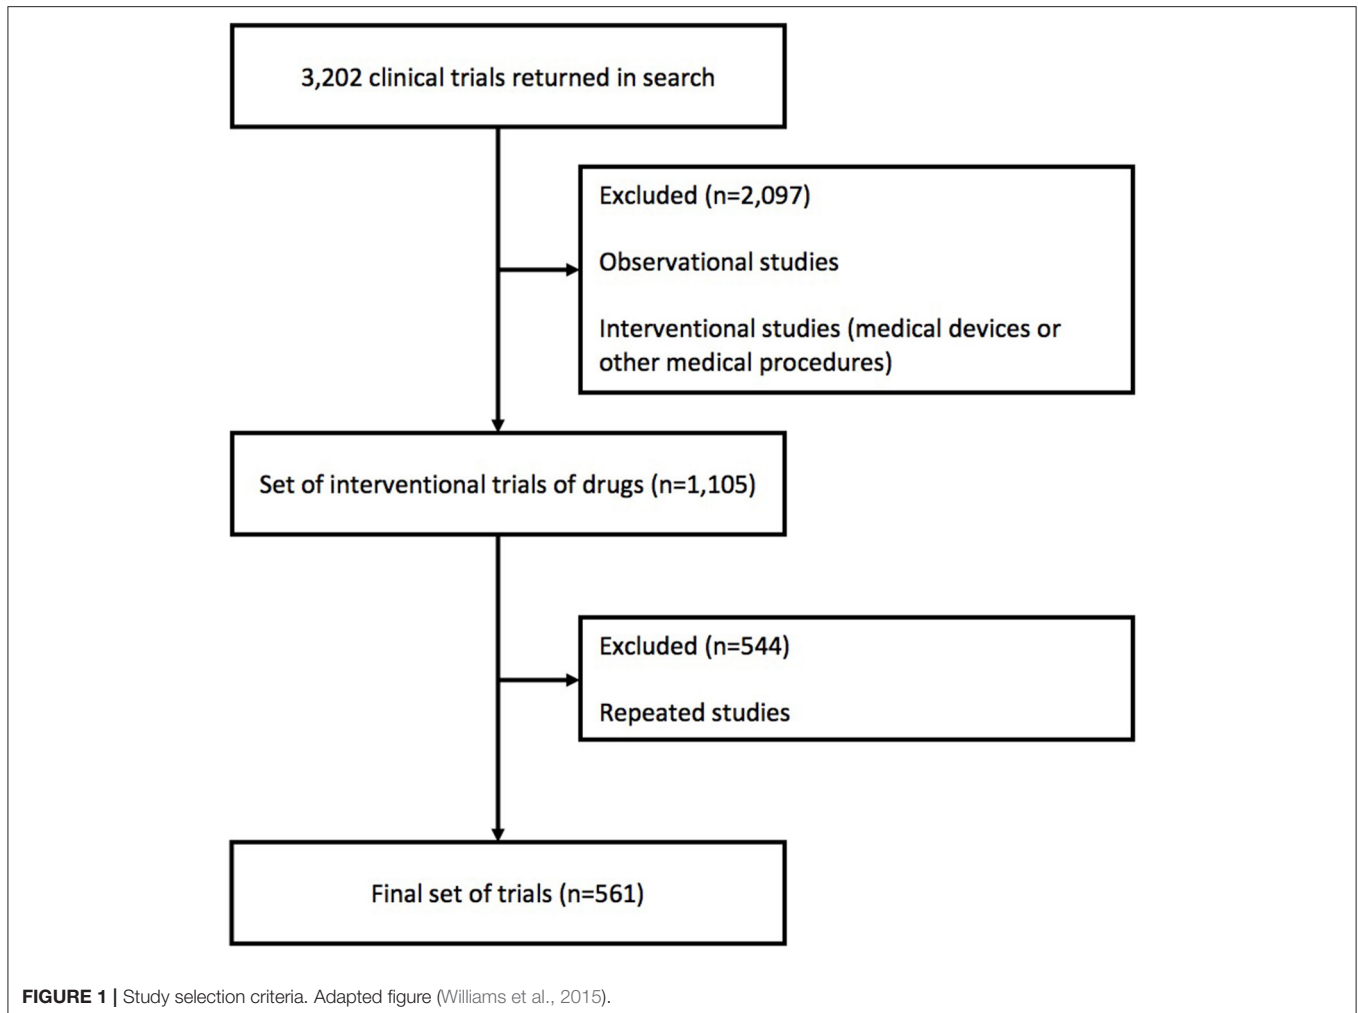 3,202 clinical trials returned in search
Excluded (n=2,097)
Observational studies
Interventional studies (medical devices or
other medical procedures)
Set of interventional trials of drugs (n=1,105)
Excluded (n=544)
Repeated studies
Final set of trials (n=561)
FIGURE 1 | Study selection criteria. Adapted figure (Williams et al., 2015).